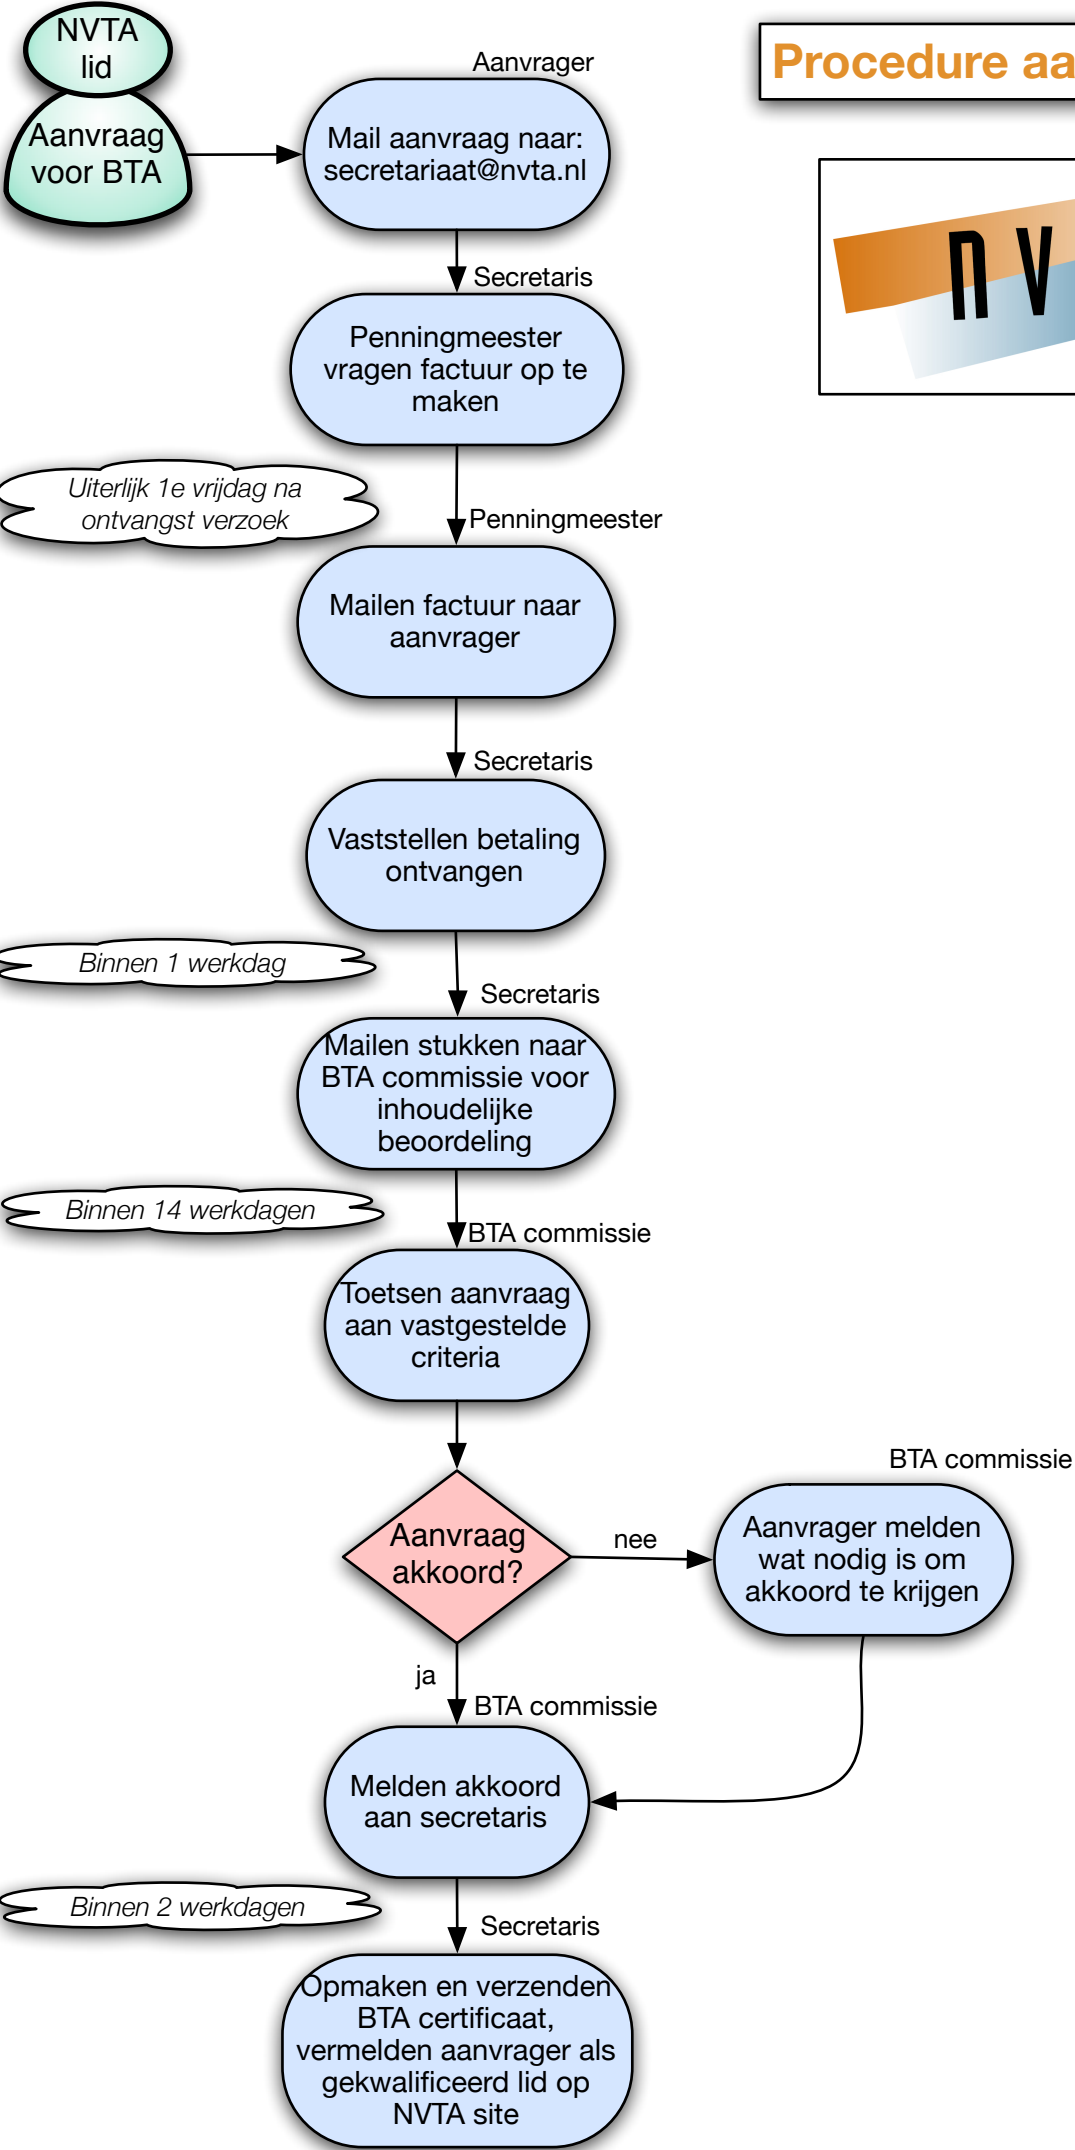 NVTA
lid
Aanvraag
voor BTA
Procedure aa
Aanvrager
Mail aanvraag naar:
secretariaat@nvta.nl
n V
Secretaris
Penningmeester
vragen factuur op te
maken
Uiterlijk 1e vrijdag na
ontvangst verzoek
Penningmeester
Mailen factuur naar
aanvrager
Secretaris
Vaststellen betaling
ontvangen
Binnen 1 werkdag
Secretaris
Mailen stukken naar
BTA commissie voor
inhoudelijke
beoordeling
Binnen 14 werkdagen
BTA commissie
Toetsen aanvraag
aan vastgestelde
criteria
Aanvraag
akkoord?
nee
BTA commissie
Aanvrager melden
wat nodig is om
akkoord te krijgen
ja
BTA commissie
Melden akkoord
aan secretaris
Binnen 2 werkdagen
Secretaris
Opmaken en verzenden
BTA certificaat,
vermelden aanvrager als
gekwalificeerd lid op
NVTA site